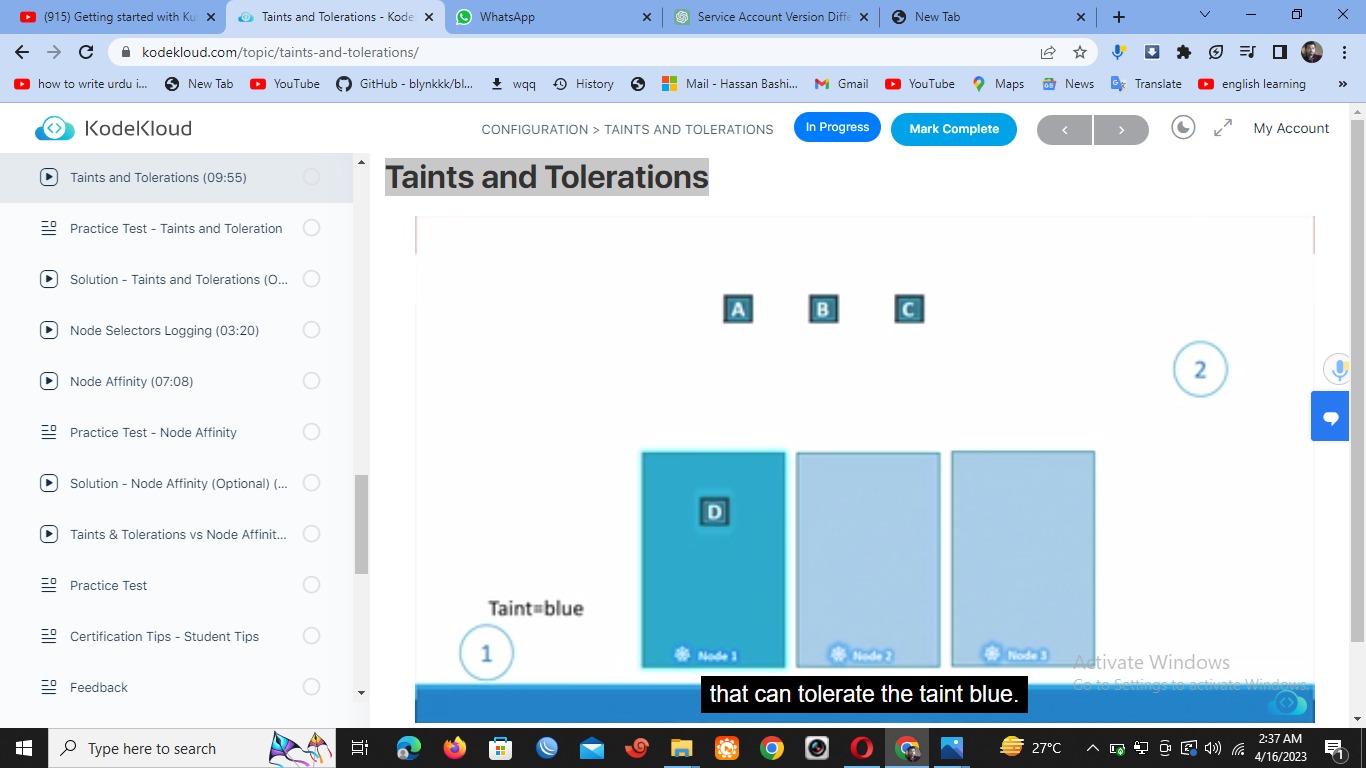 (915) Getting started with Ku
Taints and Tolerations - Kode
WhatsApp
Service Account Version Diffe
New Tab
kodekloud.com/topic/taints-and-tolerations/
how to write urdu i...
New Tab
YouTube
GitHub - blynkkk/bl...
wqq
History
Mail - Hassan Bashi...
Gmail
YouTube
Maps
News
Translate
english learning
»
KodeKloud
CONFIGURATION > TAINTS AND TOLERATIONS
In Progress
Mark Complete
<
>
My Account
Taints and Tolerations (09:55)
Practice Test - Taints and Toleration
Solution - Taints and Tolerations (O...
Node Selectors Logging (03:20)
Node Affinity (07:08)
Practice Test - Node Affinity
Solution - Node Affinity (Optional) (...
Taints & Tolerations vs Node Affinit...
Practice Test
Certification Tips - Student Tips
Feedback
Taints and Tolerations
A B C
2
D
Taint=blue
1
Node 1 Node 2 Node 3
that can tolerate the taint blue.
Activate Windows
Go to Settings to activate Windows.
Type here to search
27°C
2:37 AM
4/16/2023
1